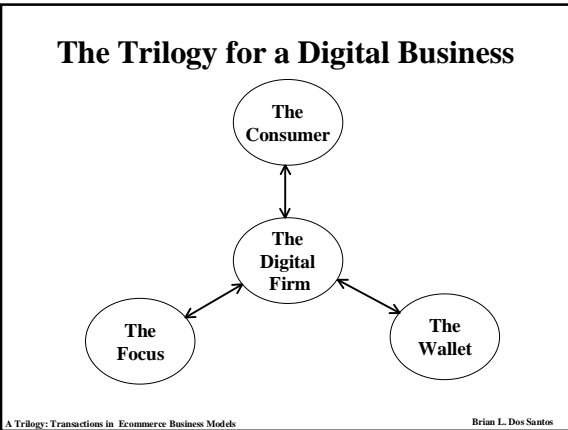 The Trilogy for a Digital Business
The
Consumer
The
Digital
Firm
The
Focus
The
Wallet
A Trilogy: Transactions in Ecommerce Business Models
Brian L. Dos Santos